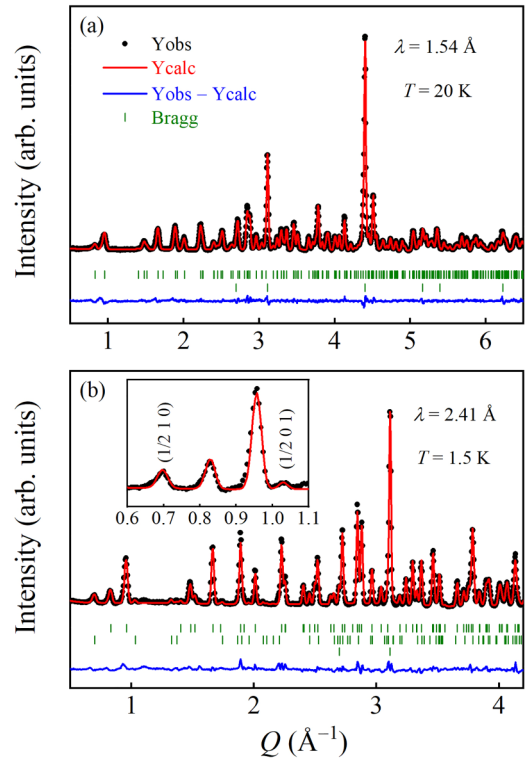 (a)
Yobs
Ycalc
Yobs – Ycalc
Bragg
λ = 1.54 Å
T = 20 K
Intensity (arb. units)
1 2 3 4 5 6
(b)
(1/2 1 0)
(1/2 0 1)
0.6 0.7 0.8 0.9 1.0 1.1
λ = 2.41 Å
T = 1.5 K
Intensity (arb. units)
1 2 3 4
Q (Å⁻¹)